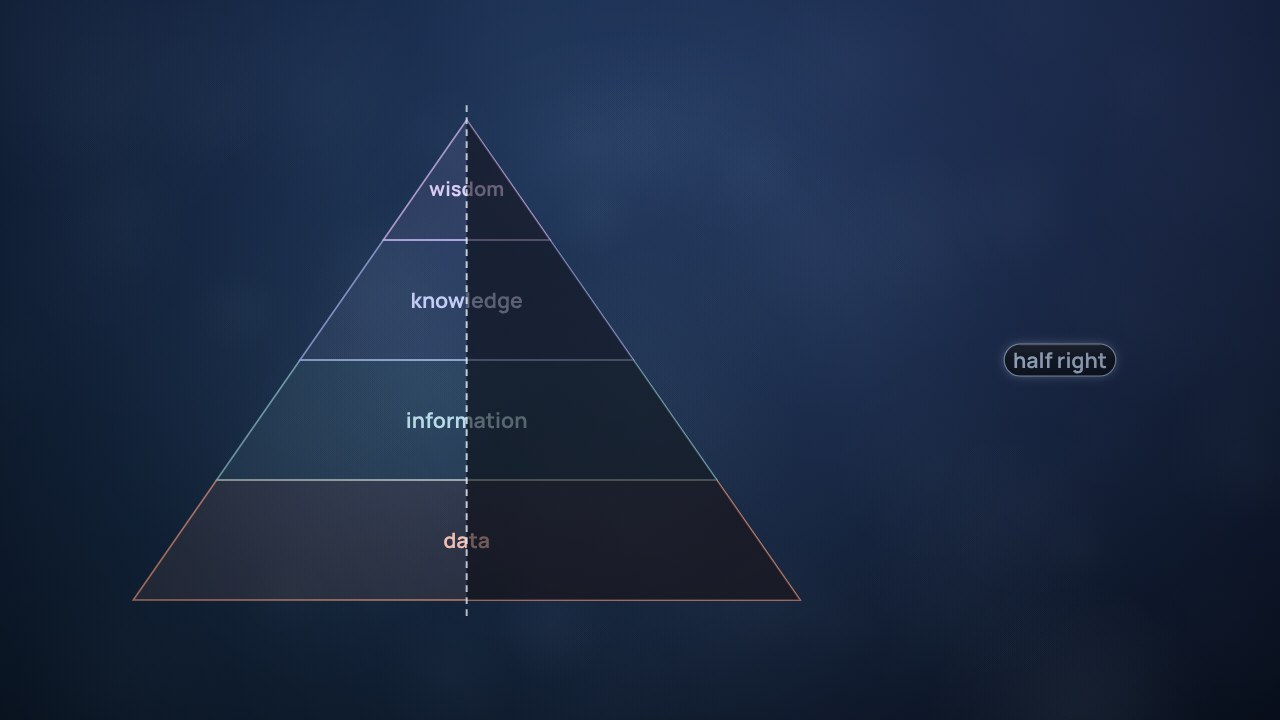 wisdom
knowledge
half right
information
data